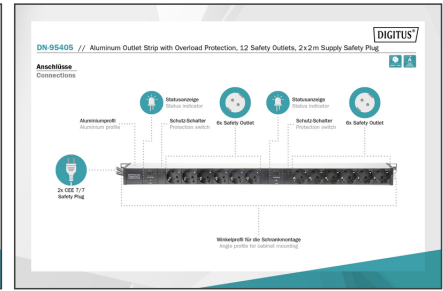 DIGITUS®
DN-95405 // Aluminum Outlet Strip with Overload Protection, 12 Safety Outlets, 2x2m Supply Safety Plug
Anschlüsse
Connections
Statusanzeige
Status indicator
Statusanzeige
Status indicator
Aluminiumprofil
Aluminium profile
Schutz-Schalter
Protection switch
6x Safety Outlet
Schutz-Schalter
Protection switch
6x Safety Outlet
2x CEE 7/7
Safety Plug
Winkelprofil für die Schrankmontage
Angle profile for cabinet mounting